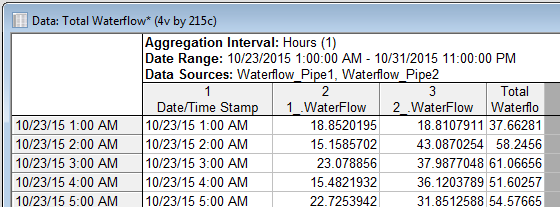 Data: Total Waterflow* (4v by 215c)
Aggregation Interval: Hours (1)
Date Range: 10/23/2015 1:00:00 AM - 10/31/2015 11:00:00 PM
Data Sources: Waterflow_Pipe1, Waterflow_Pipe2
1 2 3 Total
Date/Time Stamp 1_.WaterFlow 2_.WaterFlow Waterflo
10/23/15 1:00 AM 10/23/15 1:00 AM 18.8520195 18.8107911 37.66281
10/23/15 2:00 AM 10/23/15 2:00 AM 15.1585702 43.0870254 58.2456
10/23/15 3:00 AM 10/23/15 3:00 AM 23.078856 37.9877048 61.06656
10/23/15 4:00 AM 10/23/15 4:00 AM 15.4821932 36.1203789 51.60257
10/23/15 5:00 AM 10/23/15 5:00 AM 22.7253942 31.8512588 54.57665